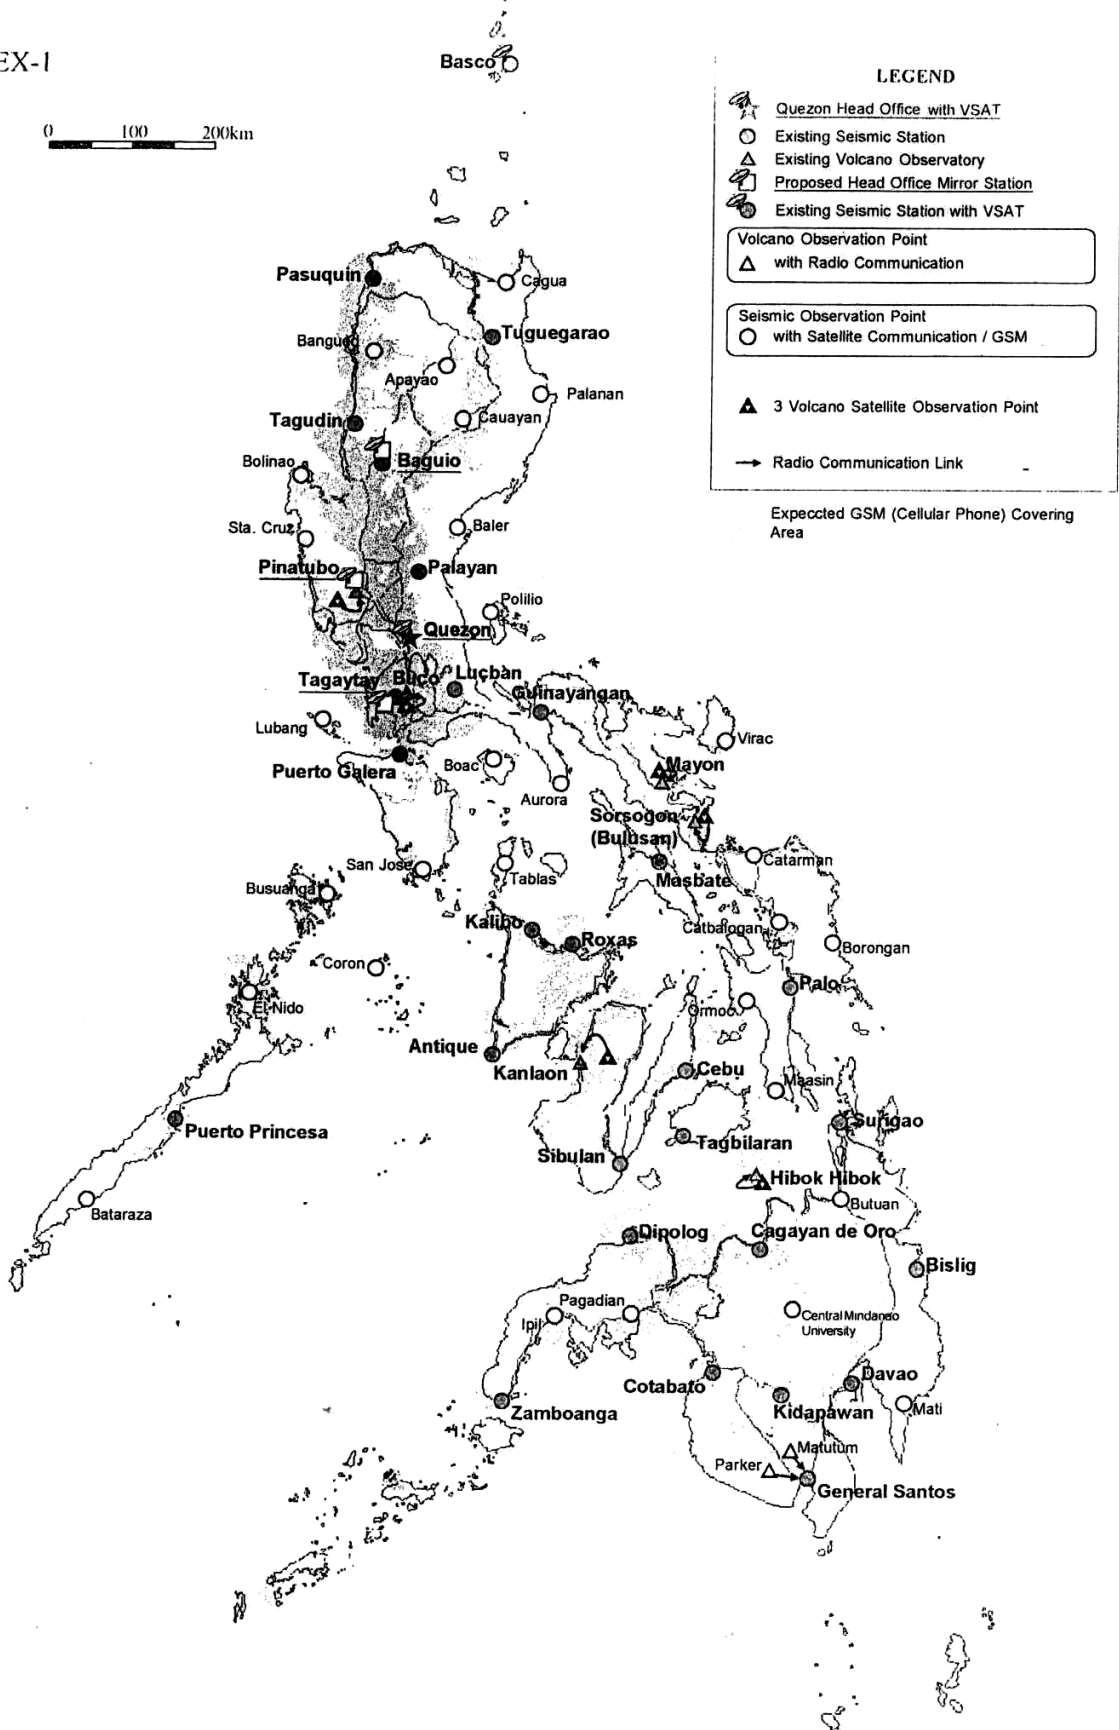 EX-1
Basco
0 100 200km
LEGEND
Quezon Head Office with VSAT
Existing Seismic Station
Existing Volcano Observatory
Proposed Head Office Mirror Station
Existing Seismic Station with VSAT
Volcano Observation Point
with Radio Communication
Seismic Observation Point
with Satellite Communication / GSM
3 Volcano Satellite Observation Point
Radio Communication Link
Expeccted GSM (Cellular Phone) Covering
Area
Pasuquin
Cagua
Tuguegarao
Bangued
Apayao
Palanan
Tagudin
Cauayan
Baguio
Bolinao
Sta. Cruz
Baler
Pinatubo
Palayan
Polilio
Quezon
Tagaytay
Buco
Lucban
Guinayangan
Lubang
Virac
Puerto Galera
Boac
Mayon
Aurora
Sorsogon
(Bulusan)
San Jose
Tablas
Catarman
Masbate
Busuanga
Kalibo
Catbalogan
Roxas
Borongan
Coron
Palo
El-Nido
Ormoc
Antique
Kanlaon
Cebu
Maasin
Puerto Princesa
Surigao
Tagbilaran
Sibulan
Hibok Hibok
Bataraza
Butuan
Dipolog
Cagayan de Oro
Bislig
Pagadian
Ipil
Central Mindanao
University
Cotabato
Davao
Zamboanga
Kidapawan
Mati
Matutum
Parker
General Santos